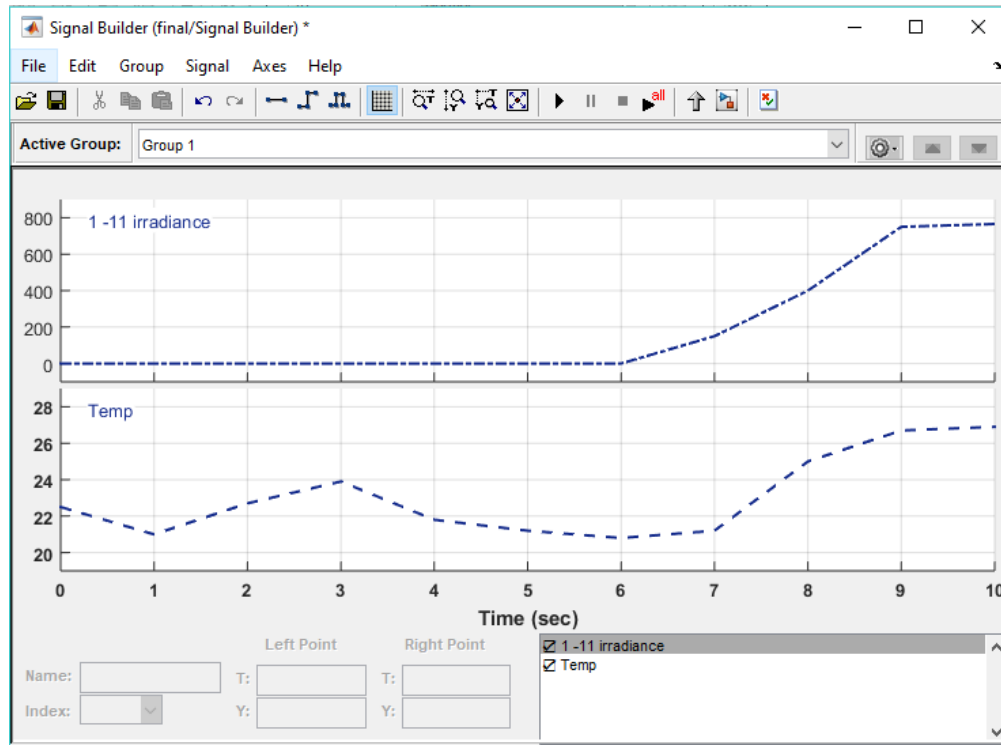 Signal Builder (final/Signal Builder) *
File Edit Group Signal Axes Help
all
Active Group: Group 1
1 -11 irradiance
800
600
400
200
0
Temp
28
26
24
22
20
0 1 2 3 4 5 6 7 8 9 10
Time (sec)
Left Point Right Point
Name: T: T:
Index: Y: Y:
1 -11 irradiance
Temp